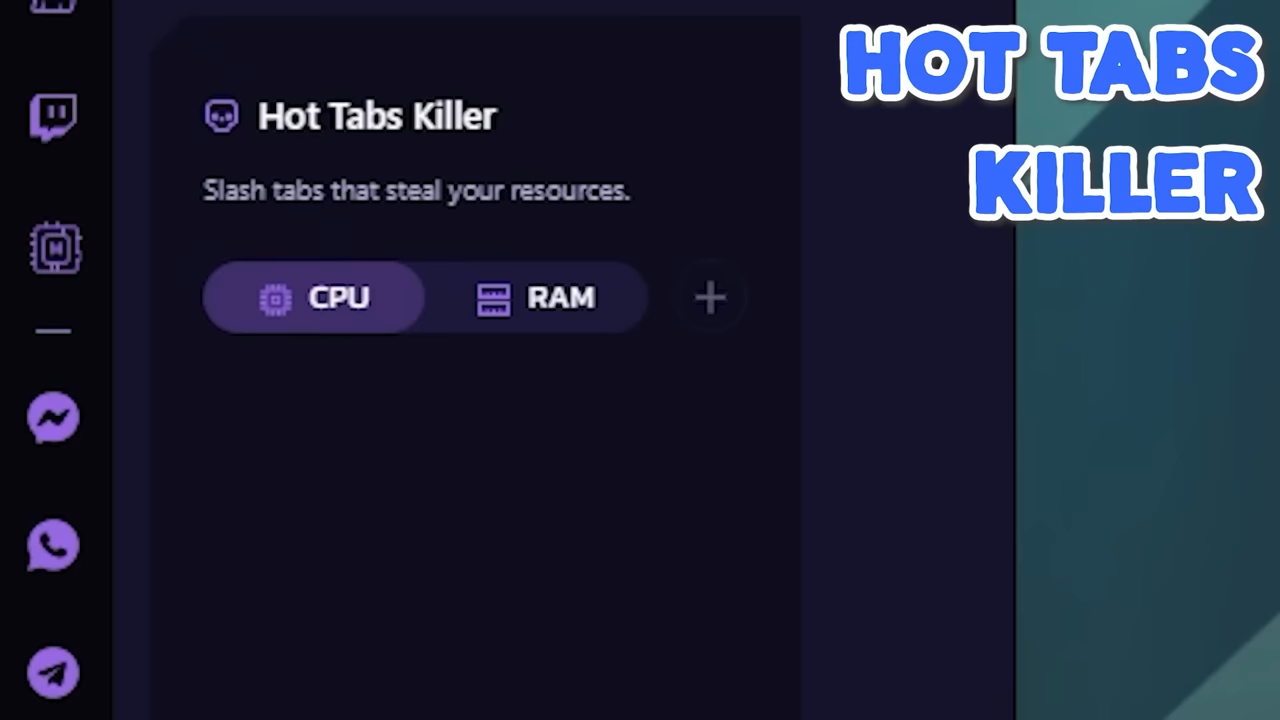 HOT TABS
KILLER
Hot Tabs Killer
Slash tabs that steal your resources.
CPU
RAM